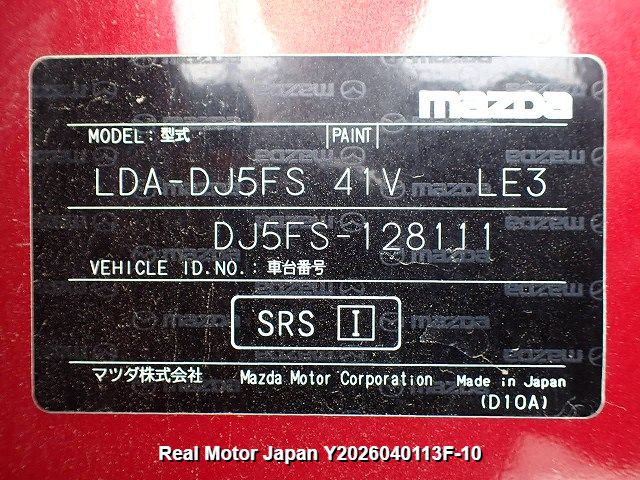 mazda
MODEL: 型式 PAINT
LDA-DJ5FS 41V LE3
DJ5FS-128111
VEHICLE ID.NO.: 車台番号
SRS I
マツダ株式会社 Mazda Motor Corporation Made in Japan
(D10A)
Real Motor Japan Y2026040113F-10